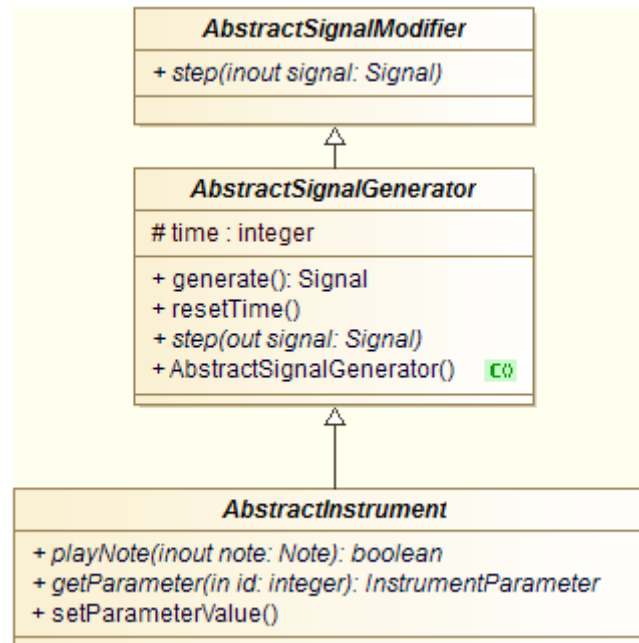 AbstractSignalModifier
+ step(inout signal: Signal)
AbstractSignalGenerator
# time : integer
+ generate(): Signal
+ resetTime()
+ step(out signal: Signal)
+ AbstractSignalGenerator() C()
AbstractInstrument
+ playNote(inout note: Note): boolean
+ getParameter(in id: integer): InstrumentParameter
+ setParameterValue()